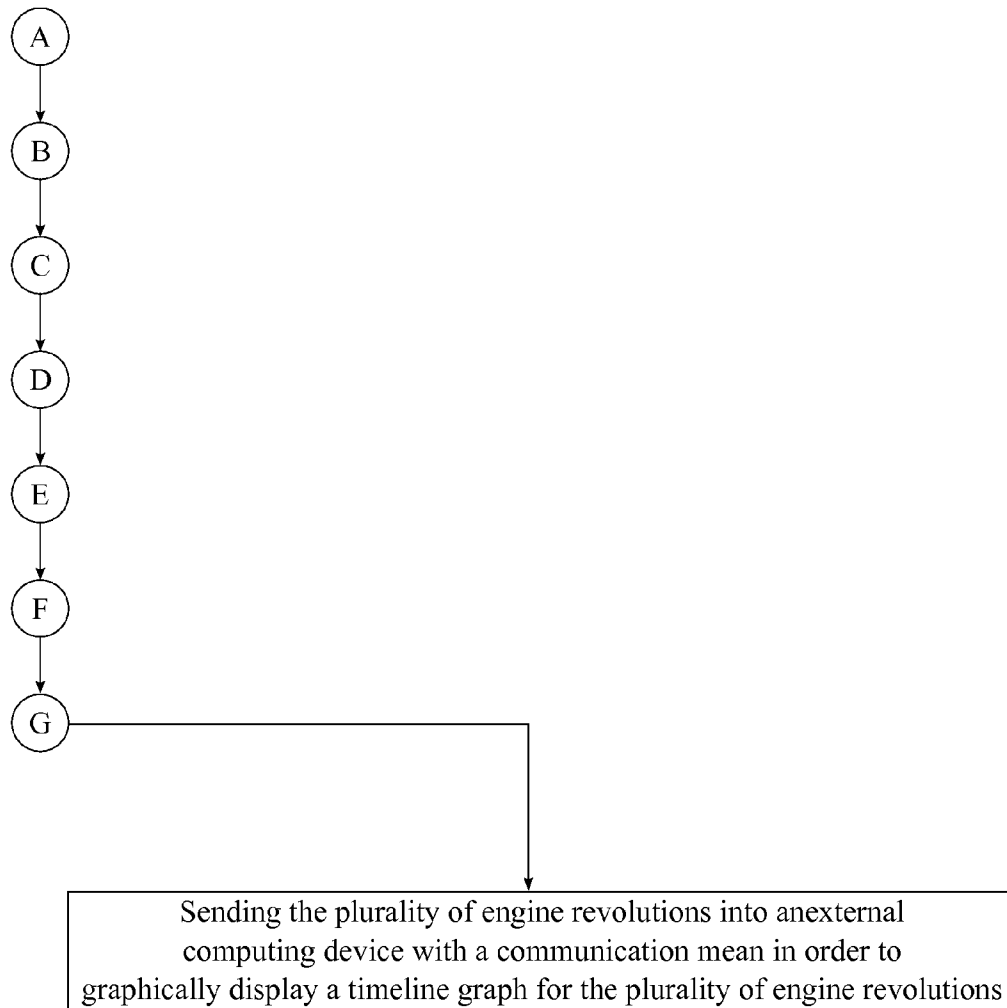 A
B
C
D
E
F
G
Sending the plurality of engine revolutions into anexternal
computing device with a communication mean in order to
graphically display a timeline graph for the plurality of engine revolutions